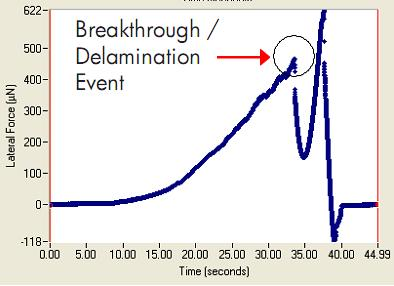 Breakthrough /
Delamination
Event
Lateral Force (µN)
622
500
400
300
200
100
0
-118
0.00 5.00 10.00 15.00 20.00 25.00 30.00 35.00 40.00 44.99
Time (seconds)